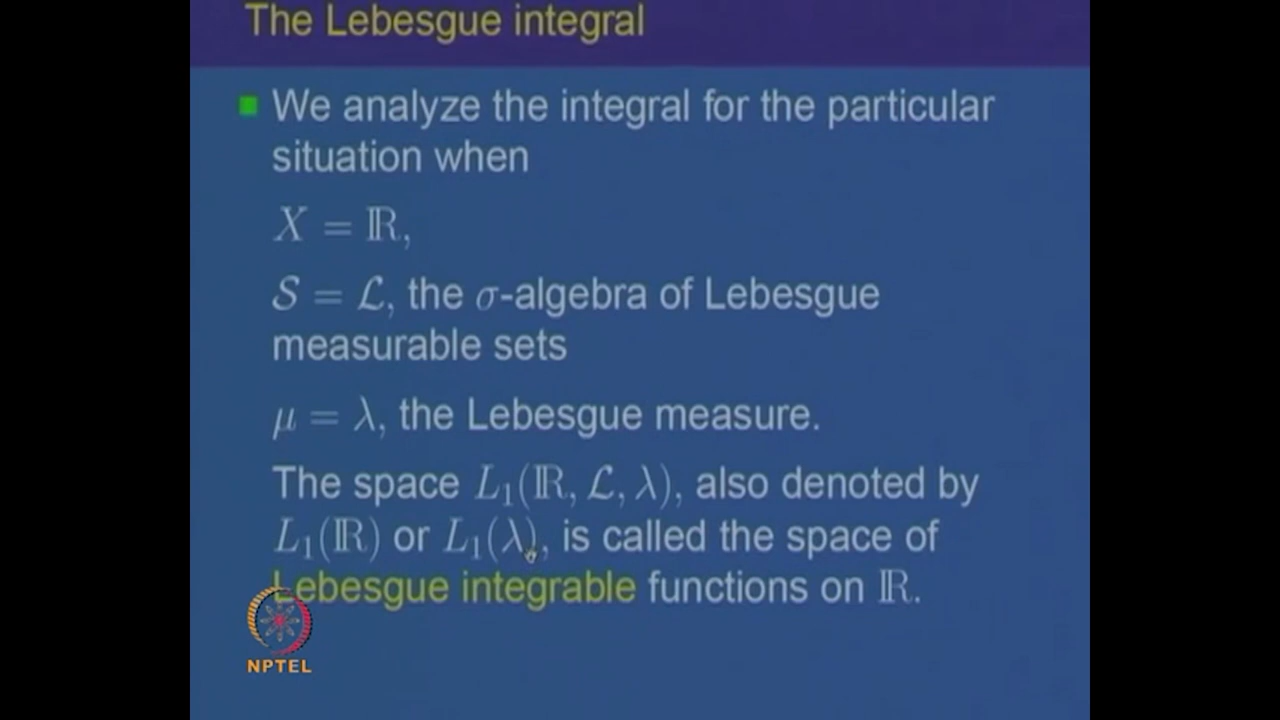 The Lebesgue integral
We analyze the integral for the particular
situation when
X = ℝ,
𝒮 = ℒ, the σ-algebra of Lebesgue
measurable sets
μ = λ, the Lebesgue measure.
The space L₁(ℝ, ℒ, λ), also denoted by
L₁(ℝ) or L₁(λ), is called the space of
Lebesgue integrable functions on ℝ.
NPTEL